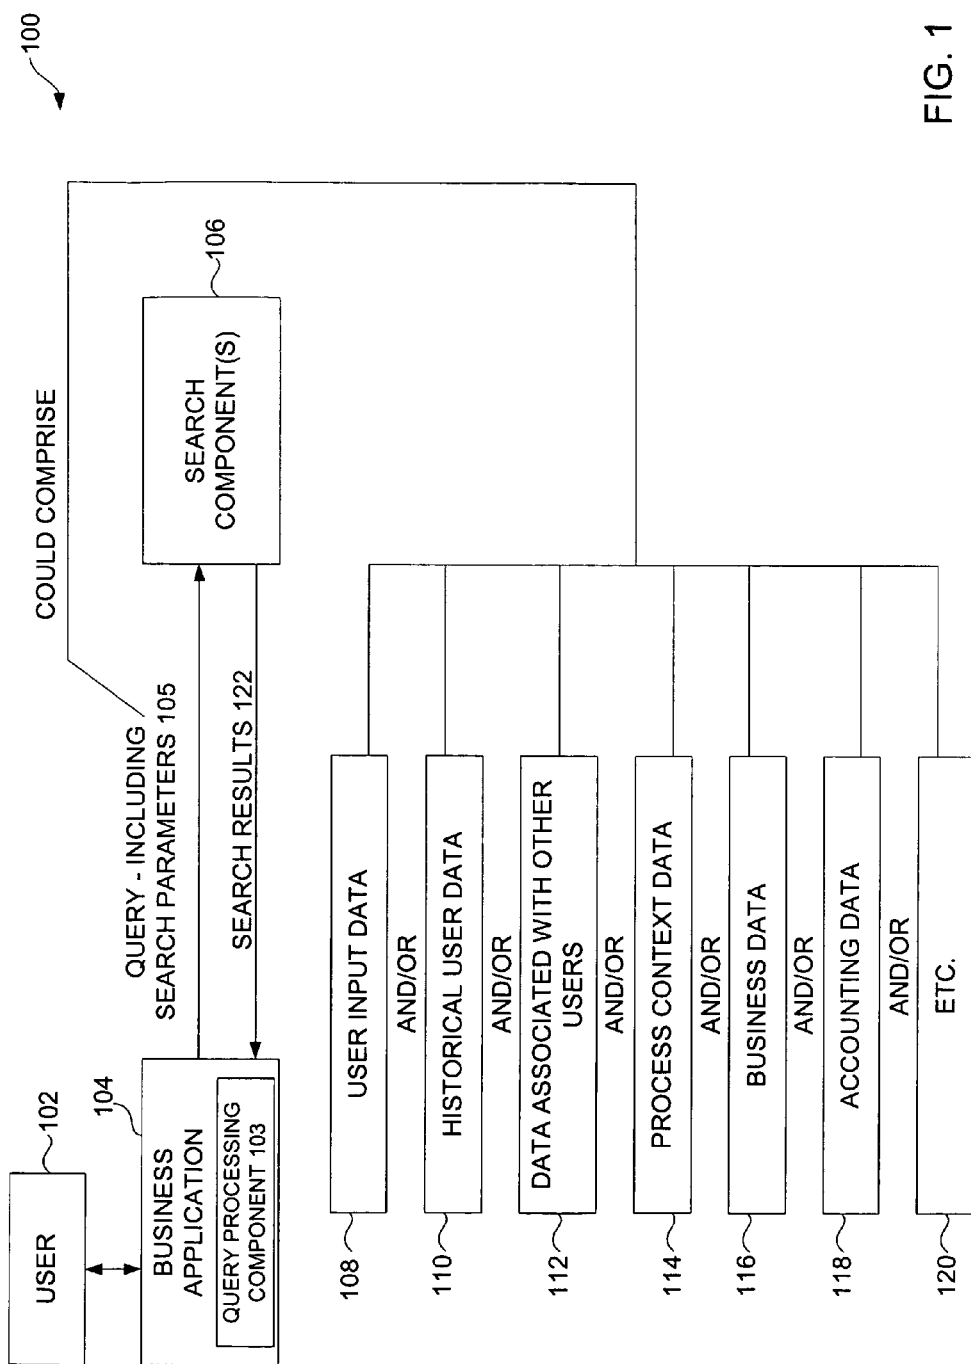 100
USER
102
BUSINESS
APPLICATION
104
QUERY PROCESSING
COMPONENT 103
QUERY - INCLUDING
SEARCH PARAMETERS 105
COULD COMPRISE
SEARCH RESULTS 122
SEARCH
COMPONENT(S)
106
108
USER INPUT DATA
AND/OR
110
HISTORICAL USER DATA
AND/OR
112
DATA ASSOCIATED WITH OTHER
USERS
AND/OR
114
PROCESS CONTEXT DATA
AND/OR
116
BUSINESS DATA
AND/OR
118
ACCOUNTING DATA
AND/OR
120
ETC.
FIG. 1